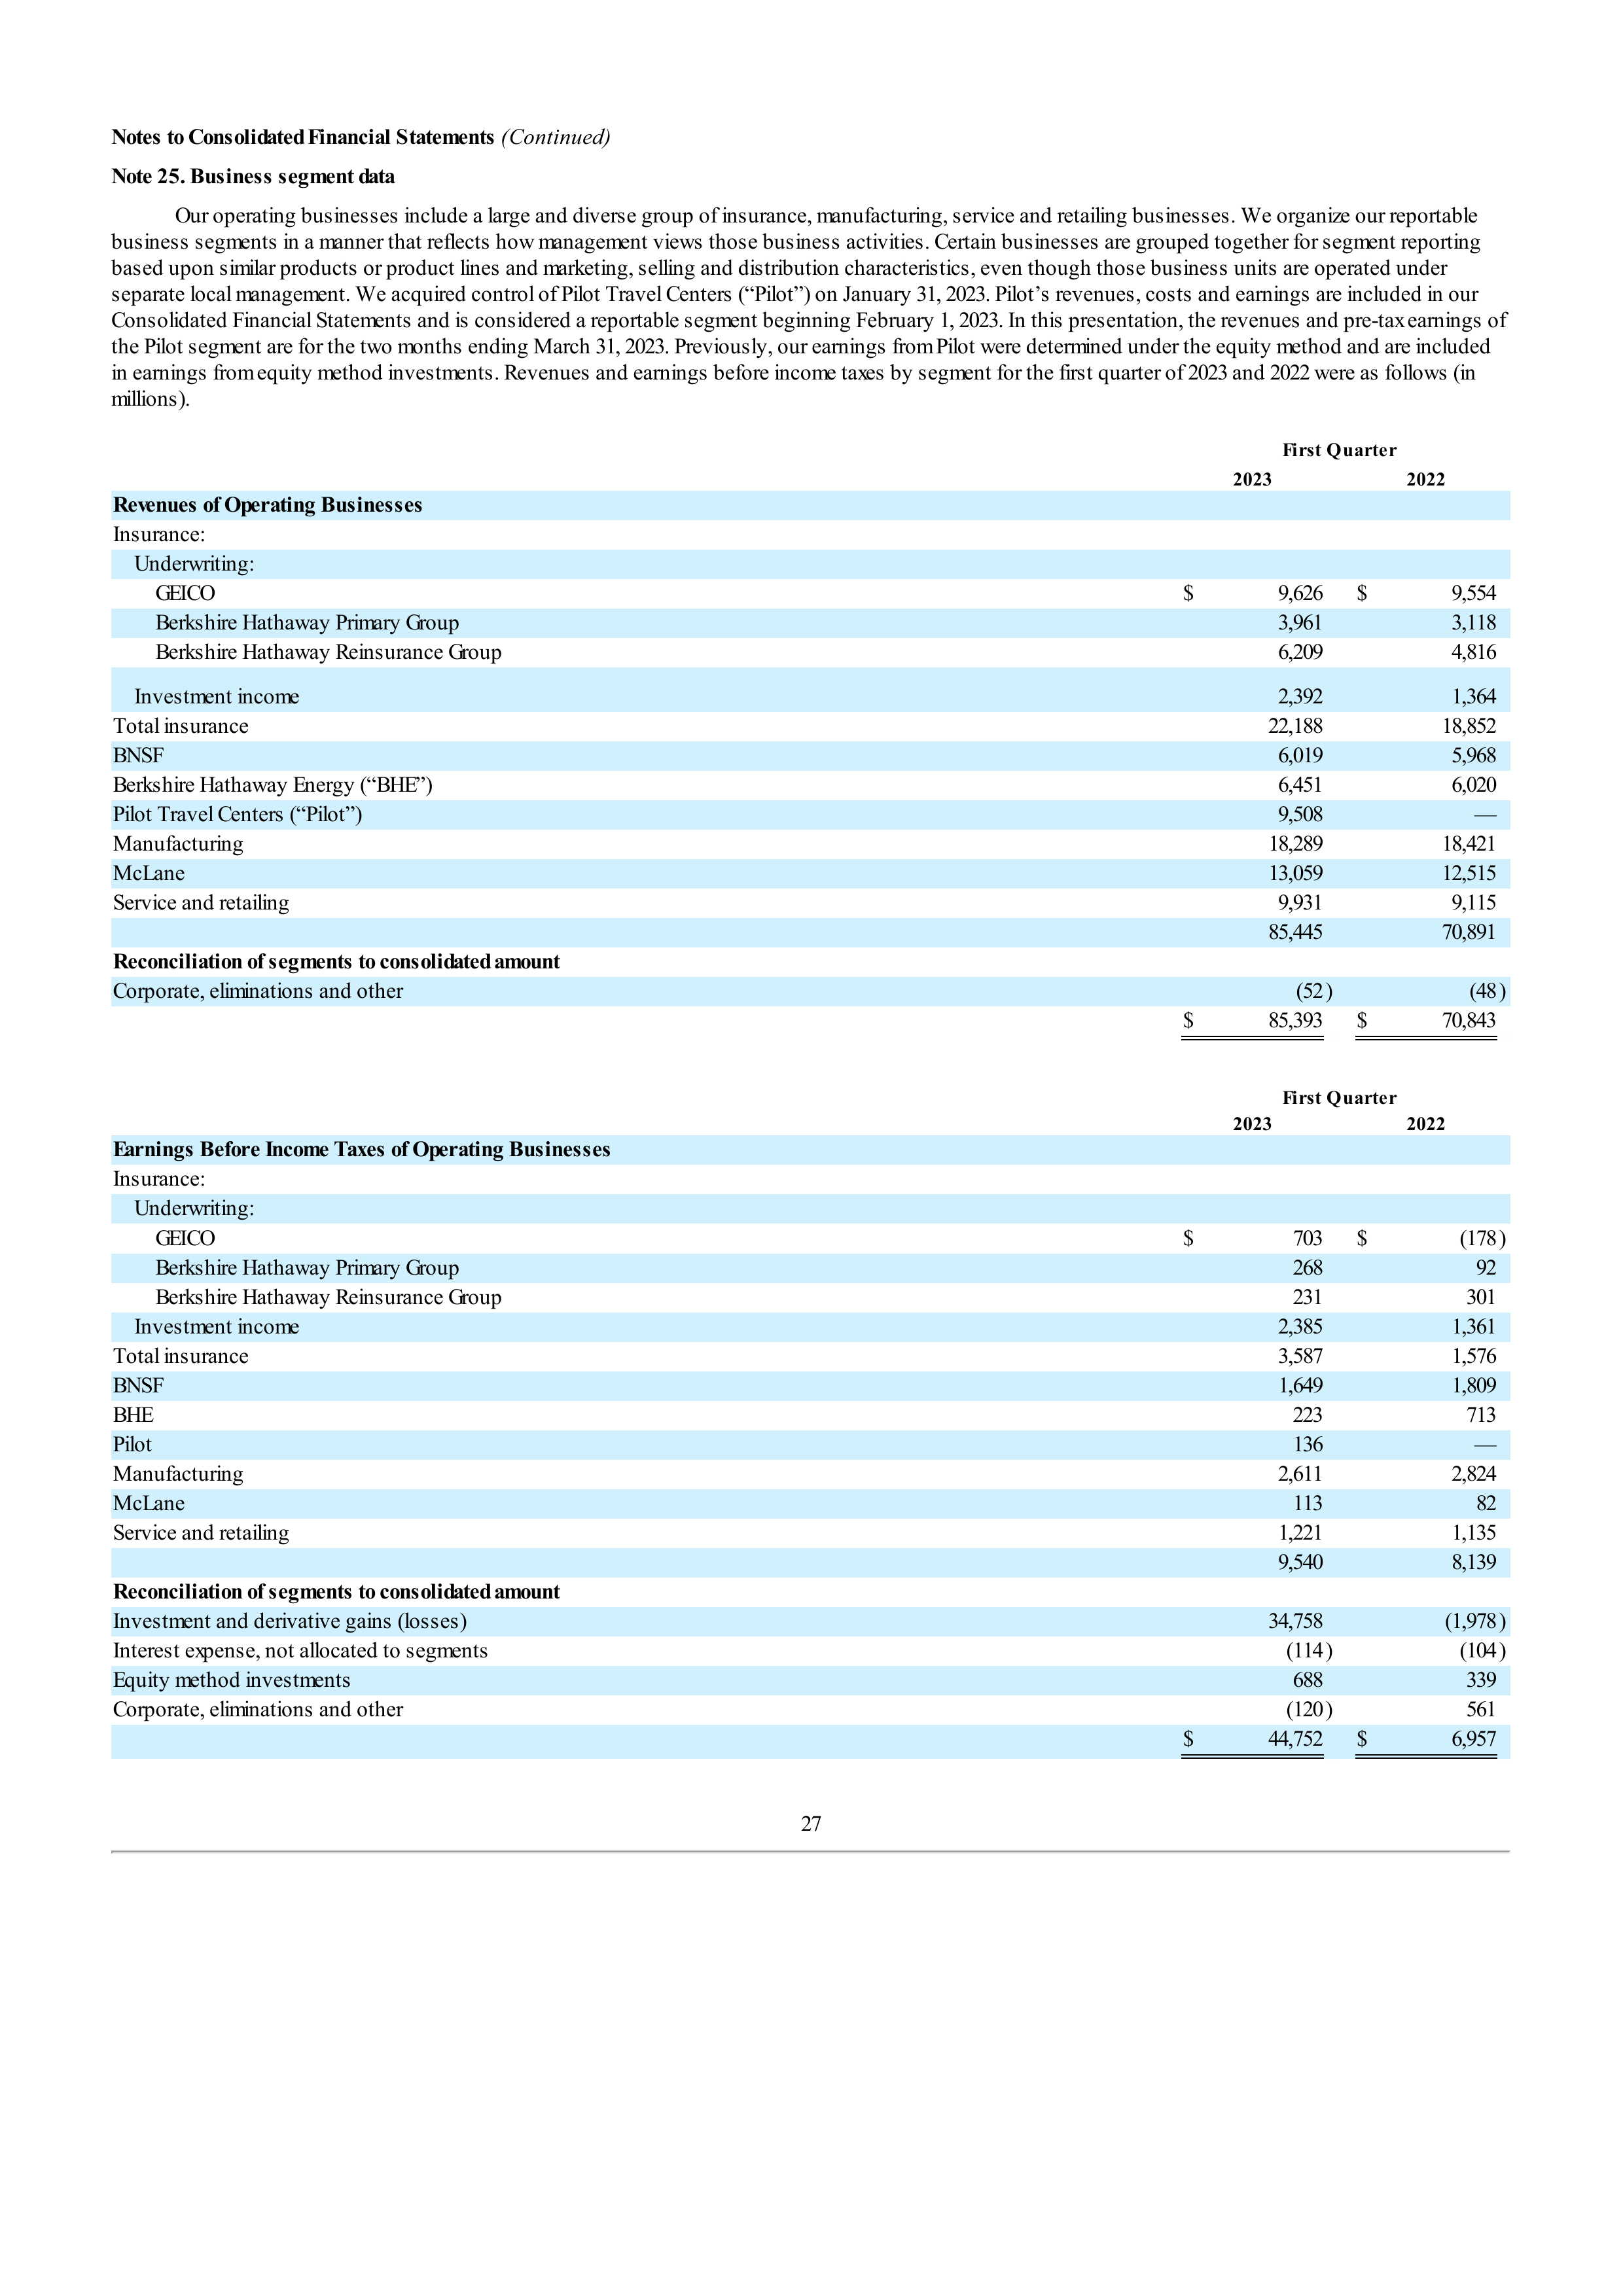 Notes to Consolidated Financial Statements (Continued)
Note 25. Business segment data
Our operating businesses include a large and diverse group of insurance, manufacturing, service and retailing businesses. We organize our reportable
business segments in a manner that reflects how management views those business activities. Certain businesses are grouped together for segment reporting
based upon similar products or product lines and marketing, selling and distribution characteristics, even though those business units are operated under
separate local management. We acquired control of Pilot Travel Centers (“Pilot”) on January 31, 2023. Pilot’s revenues, costs and earnings are included in our
Consolidated Financial Statements and is considered a reportable segment beginning February 1, 2023. In this presentation, the revenues and pre-tax earnings of
the Pilot segment are for the two months ending March 31, 2023. Previously, our earnings from Pilot were determined under the equity method and are included
in earnings from equity method investments. Revenues and earnings before income taxes by segment for the first quarter of 2023 and 2022 were as follows (in
millions).
First Quarter
2023 2022
Revenues of Operating Businesses
Insurance:
Underwriting:
GEICO $ 9,626 $ 9,554
Berkshire Hathaway Primary Group 3,961 3,118
Berkshire Hathaway Reinsurance Group 6,209 4,816
Investment income 2,392 1,364
Total insurance 22,188 18,852
BNSF 6,019 5,968
Berkshire Hathaway Energy (“BHE”) 6,451 6,020
Pilot Travel Centers (“Pilot”) 9,508 —
Manufacturing 18,289 18,421
McLane 13,059 12,515
Service and retailing 9,931 9,115
85,445 70,891
Reconciliation of segments to consolidated amount
Corporate, eliminations and other (52) (48)
$ 85,393 $ 70,843
First Quarter
2023 2022
Earnings Before Income Taxes of Operating Businesses
Insurance:
Underwriting:
GEICO $ 703 $ (178)
Berkshire Hathaway Primary Group 268 92
Berkshire Hathaway Reinsurance Group 231 301
Investment income 2,385 1,361
Total insurance 3,587 1,576
BNSF 1,649 1,809
BHE 223 713
Pilot 136 —
Manufacturing 2,611 2,824
McLane 113 82
Service and retailing 1,221 1,135
9,540 8,139
Reconciliation of segments to consolidated amount
Investment and derivative gains (losses) 34,758 (1,978)
Interest expense, not allocated to segments (114) (104)
Equity method investments 688 339
Corporate, eliminations and other (120) 561
$ 44,752 $ 6,957
27